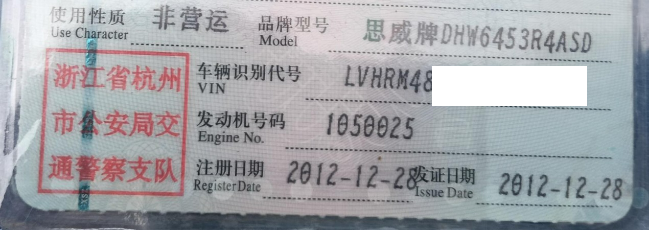 使用性质 非营运 品牌型号 思威牌DHW6453R4ASD
Use Character Model
浙江省杭州
市公安局交
通警察支队
车辆识别代号 LVHRM48
VIN
发动机号码 1050025
Engine No.
注册日期 2012-12-28 发证日期 2012-12-28
Register Date Issue Date